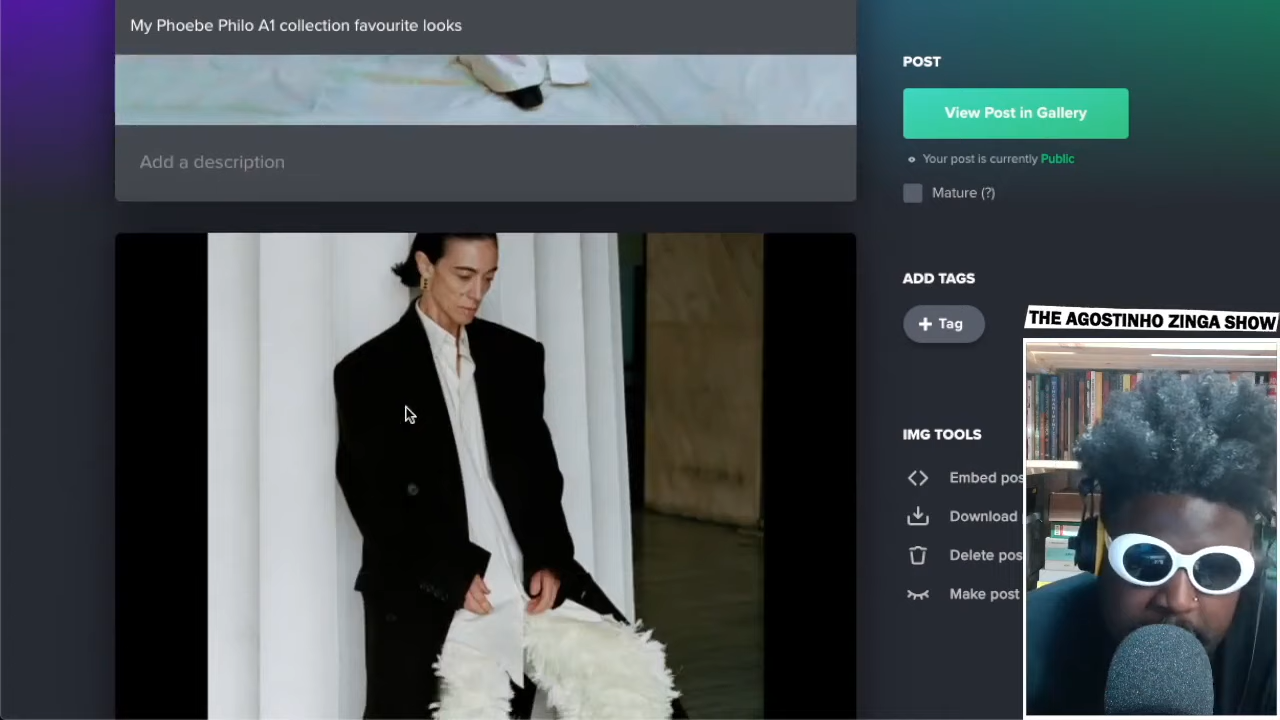 My Phoebe Philo A1 collection favourite looks
Add a description
POST
View Post in Gallery
Your post is currently Public
Mature (?)
ADD TAGS
+ Tag
IMG TOOLS
Embed pos
Download
Delete pos
Make post
THE AGOSTINHO ZINGA SHOW